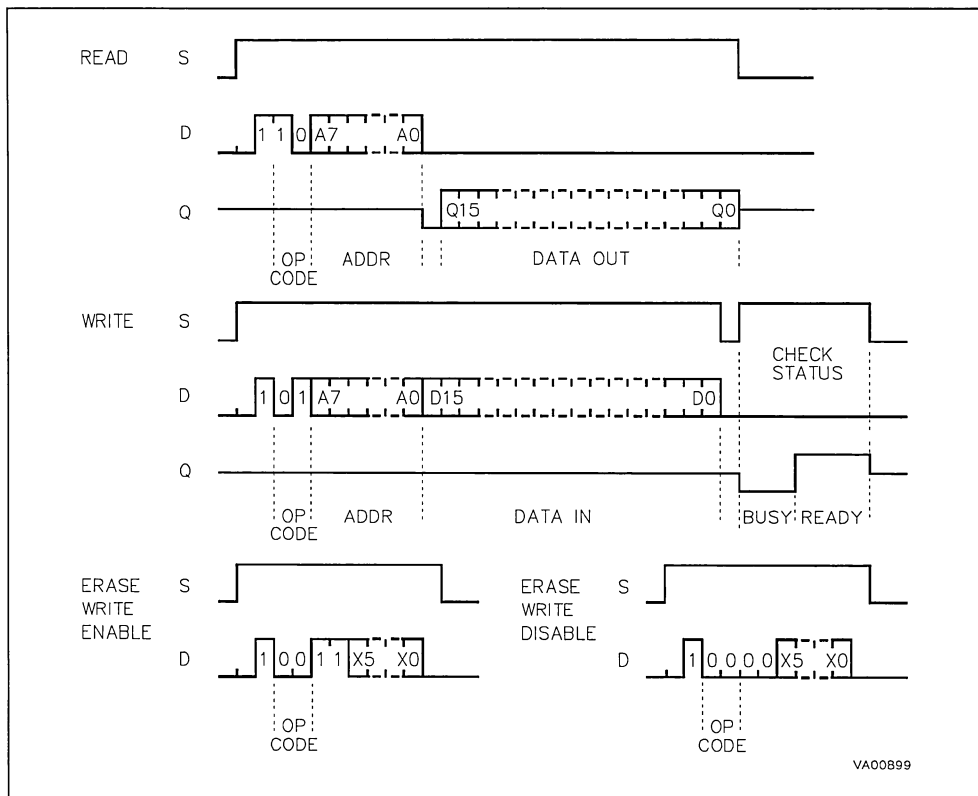 READ S
D 1 1 0 A7 A0
Q Q15 Q0
OP CODE ADDR DATA OUT
WRITE S
CHECK STATUS
D 1 0 1 A7 A0 D15 D0
Q
OP CODE ADDR DATA IN BUSY READY
ERASE WRITE ENABLE S
D 1 0 0 1 1 X5 X0
OP CODE
ERASE WRITE DISABLE S
D 1 0 0 0 0 X5 X0
OP CODE
VA00899